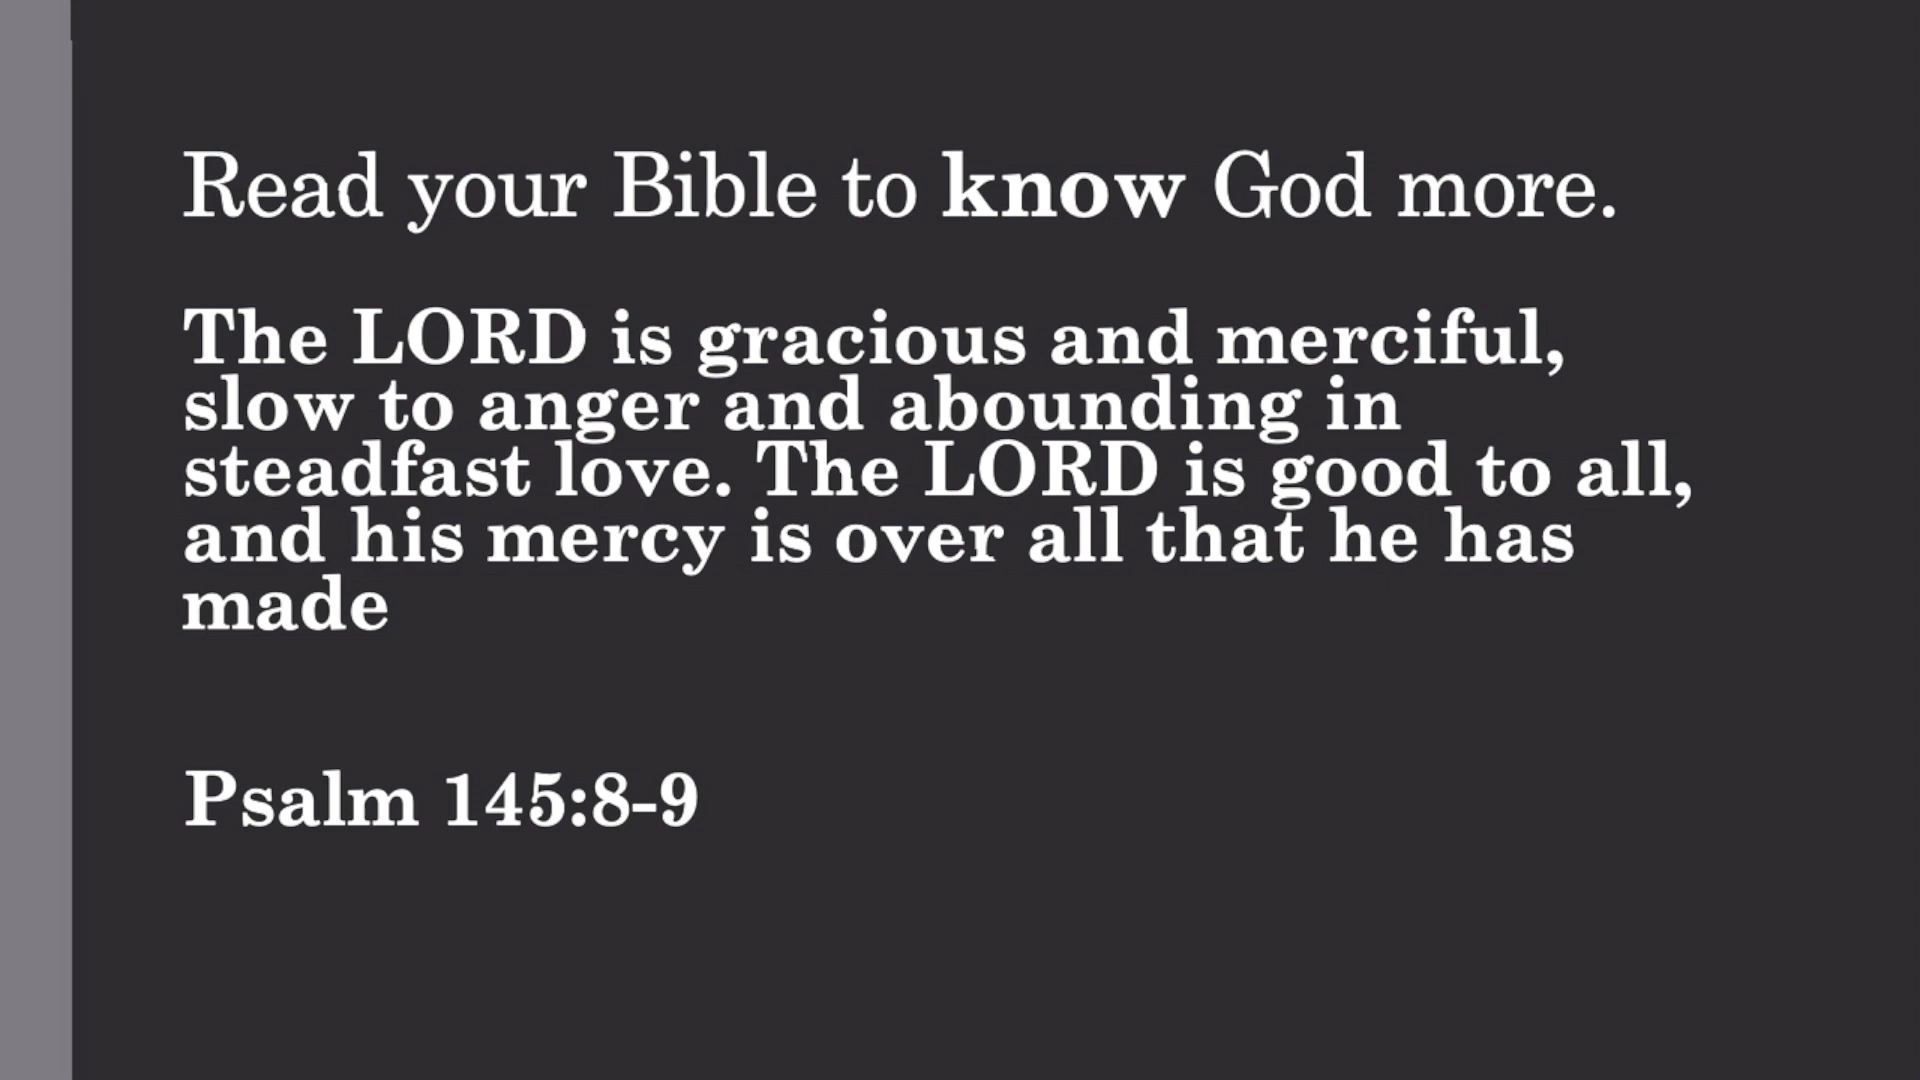 Read your Bible to know God more.
The LORD is gracious and merciful,
slow to anger and abounding in
steadfast love. The LORD is good to all,
and his mercy is over all that he has
made
Psalm 145:8-9